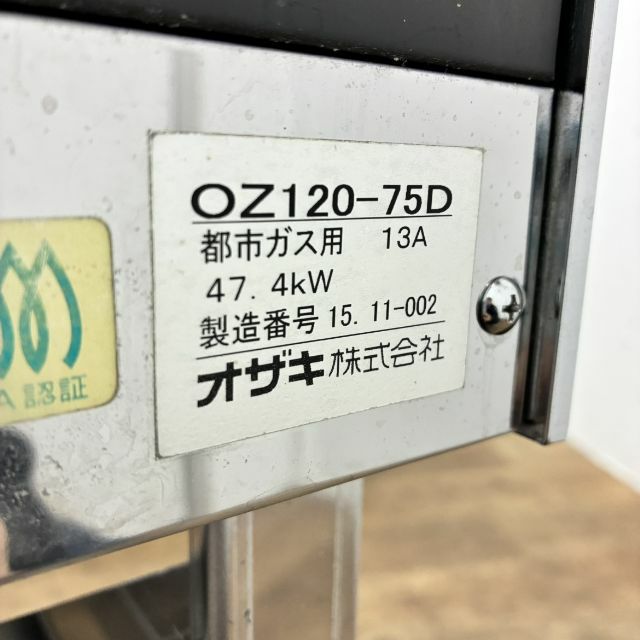 OZ120-75D
都市ガス用 13A
47.4kW
製造番号 15.11-002
オザキ株式会社
A 認証